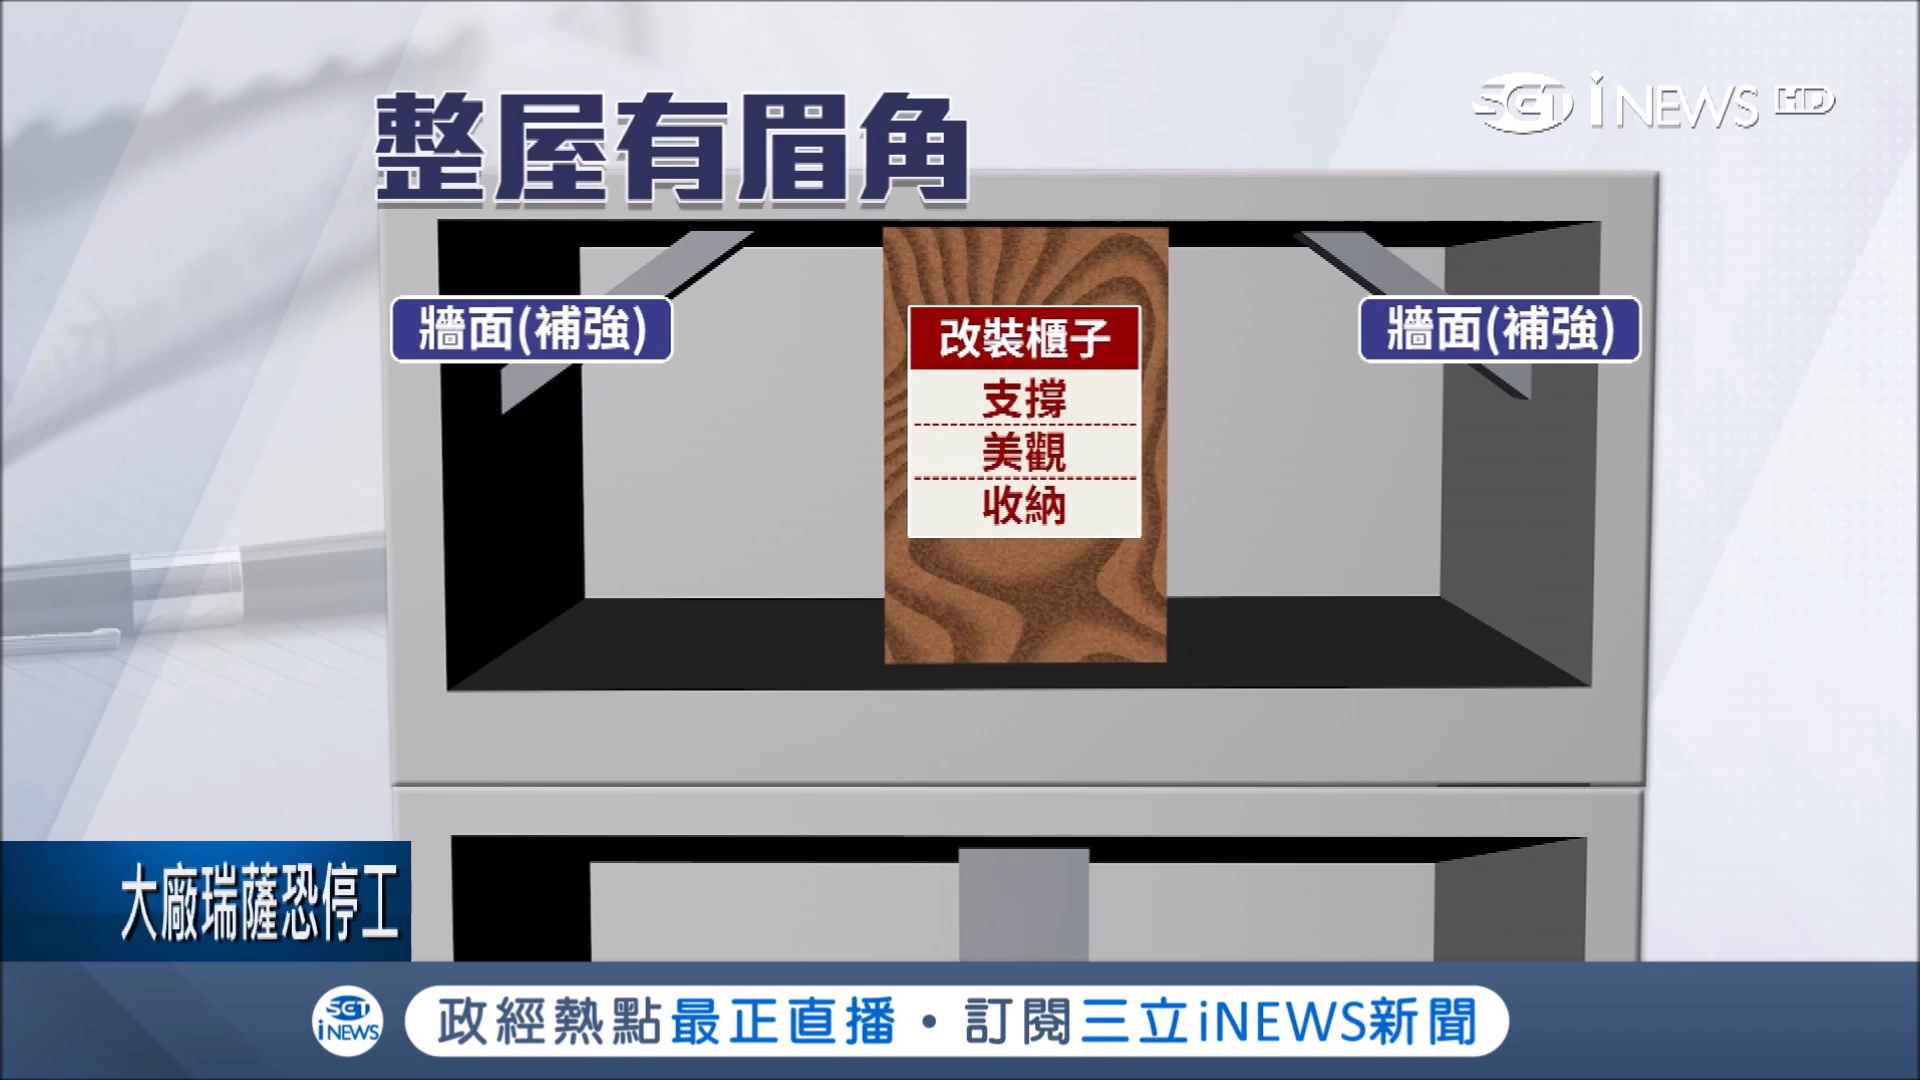 整屋有眉角
SET iNEWS HD
牆面(補強)
改裝櫃子
支撐
美觀
收納
牆面(補強)
大廠瑞薩恐停工
SET
iNEWS
政經熱點最正直播・訂閱三立iNEWS新聞